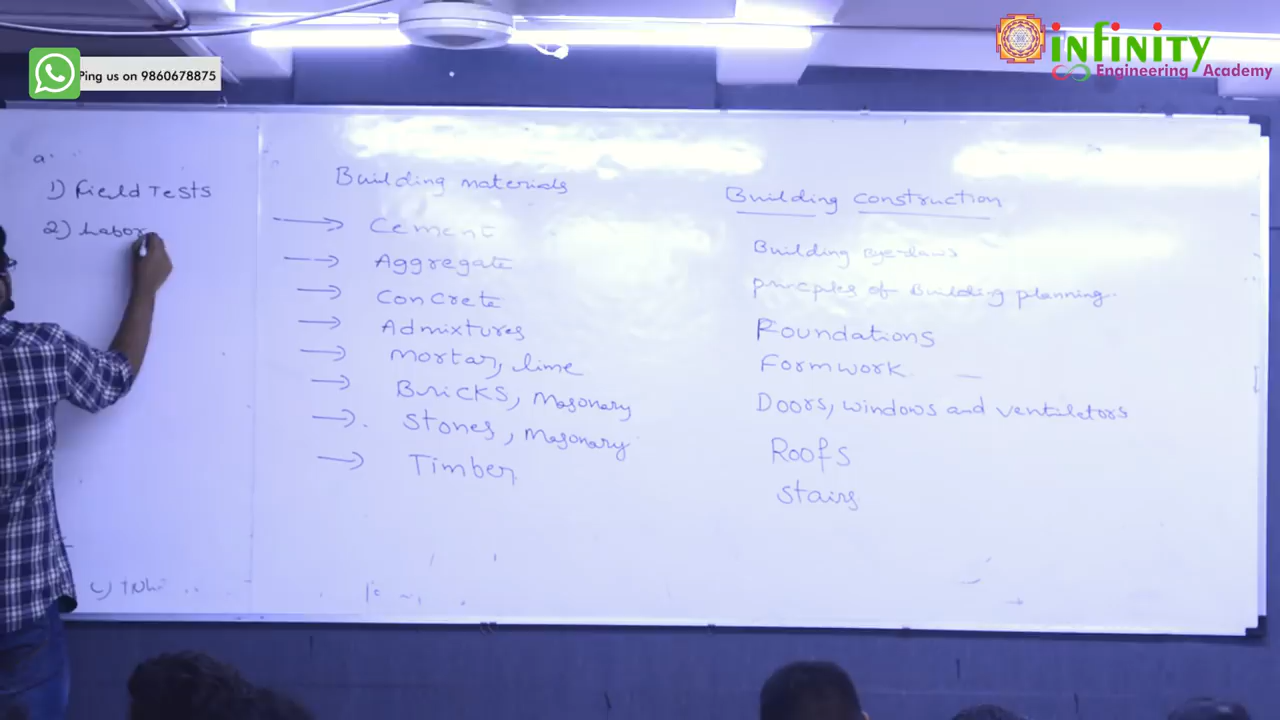 Ping us on 9860678875
infinity
Engineering Academy
a.
1) Field Tests
2) Labor
Building materials
→ Cement
→ Aggregate
→ Concrete
→ Admixtures
→ Mortar, lime
→ Bricks, Masonary
→ Stones, Masonary
→ Timber
Building construction
Building Bye-laws
princples of Building planning.
Foundations
Formwork.
Doors, windows and ventiletors
Roofs
Stairs